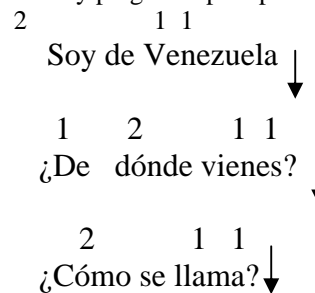 2 1 1
Soy de Venezuela
1 2 1 1
¿De dónde vienes?
2 1 1
¿Cómo se llama?